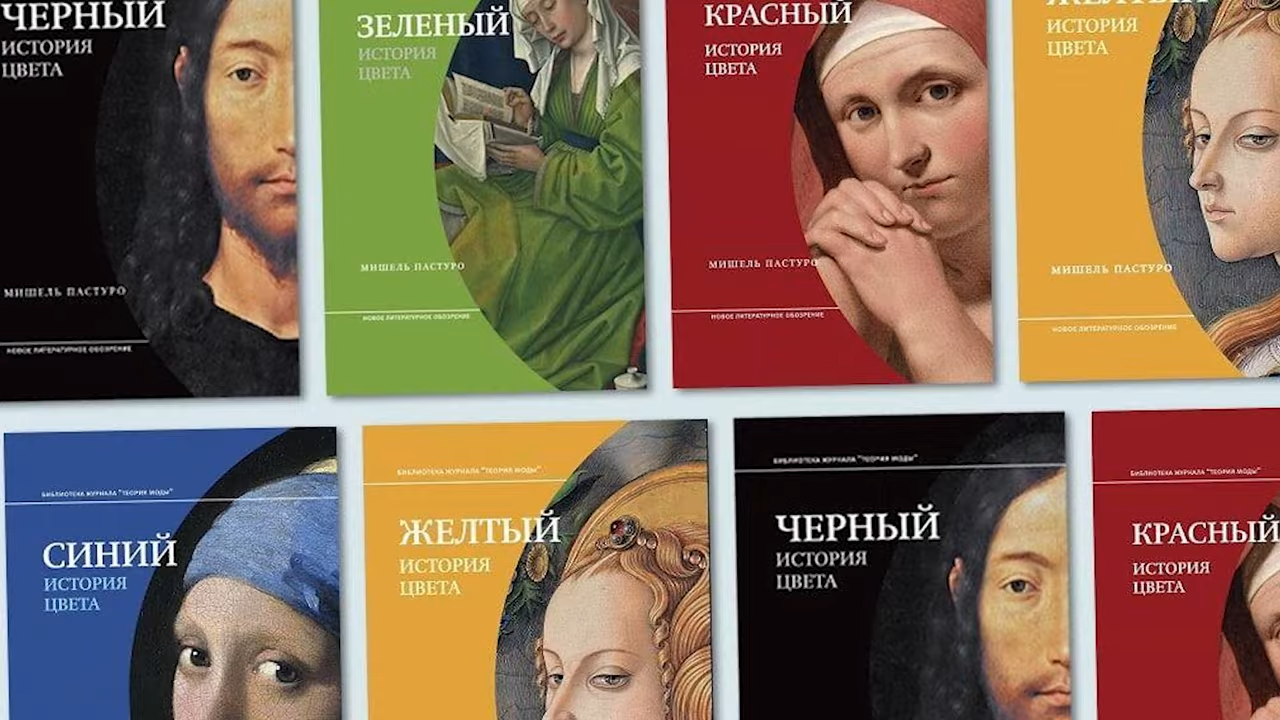 ЧЕРНЫЙ
ИСТОРИЯ
ЦВЕТА
МИШЕЛЬ ПАСТУРО
НОВОЕ ЛИТЕРАТУРНОЕ ОБОЗРЕНИЕ
ЗЕЛЕНЫЙ
ИСТОРИЯ
ЦВЕТА
МИШЕЛЬ ПАСТУРО
НОВОЕ ЛИТЕРАТУРНОЕ ОБОЗРЕНИЕ
КРАСНЫЙ
ИСТОРИЯ
ЦВЕТА
МИШЕЛЬ ПАСТУРО
НОВОЕ ЛИТЕРАТУРНОЕ ОБОЗРЕНИЕ
ЖЕЛТЫЙ
ИСТОРИЯ
ЦВЕТА
МИШЕЛЬ ПАСТУРО
НОВОЕ ЛИТЕРАТУРНОЕ ОБОЗРЕНИЕ
БИБЛИОТЕКА ЖУРНАЛА "ТЕОРИЯ МОДЫ"
СИНИЙ
ИСТОРИЯ
ЦВЕТА
БИБЛИОТЕКА ЖУРНАЛА "ТЕОРИЯ МОДЫ"
ЖЕЛТЫЙ
ИСТОРИЯ
ЦВЕТА
БИБЛИОТЕКА ЖУРНАЛА "ТЕОРИЯ МОДЫ"
ЧЕРНЫЙ
ИСТОРИЯ
ЦВЕТА
БИБЛИОТЕКА ЖУРНАЛА "ТЕОРИЯ МОДЫ"
КРАСНЫЙ
ИСТОРИЯ
ЦВЕТА